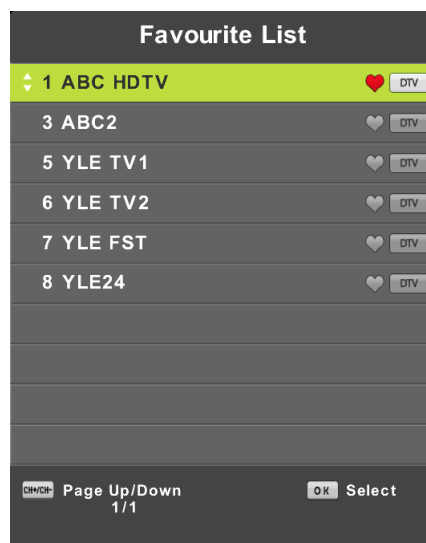 Favourite List
1 ABC HDTV DTV
3 ABC2 DTV
5 YLE TV1 DTV
6 YLE TV2 DTV
7 YLE FST DTV
8 YLE24 DTV
CH+/CH- Page Up/Down OK Select
1/1